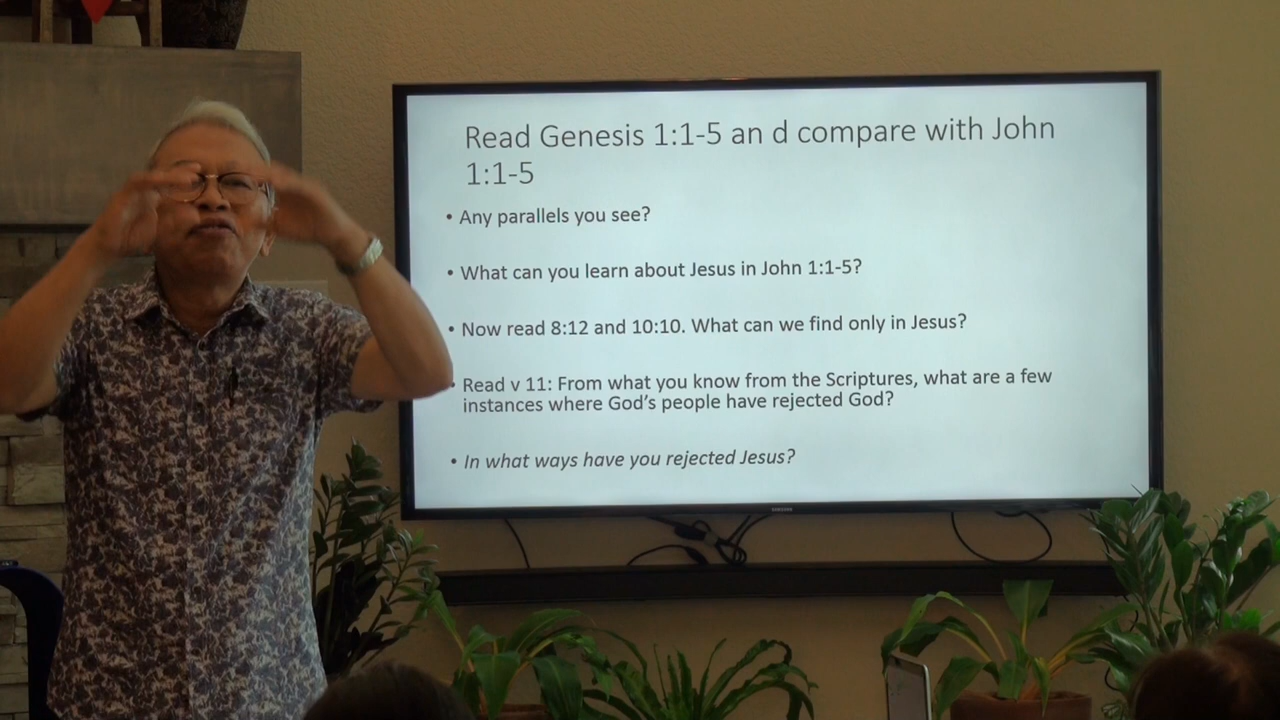 Read Genesis 1:1-5 an d compare with John
1:1-5
• Any parallels you see?
• What can you learn about Jesus in John 1:1-5?
• Now read 8:12 and 10:10. What can we find only in Jesus?
• Read v 11: From what you know from the Scriptures, what are a few
instances where God's people have rejected God?
• In what ways have you rejected Jesus?
SAMSUNG